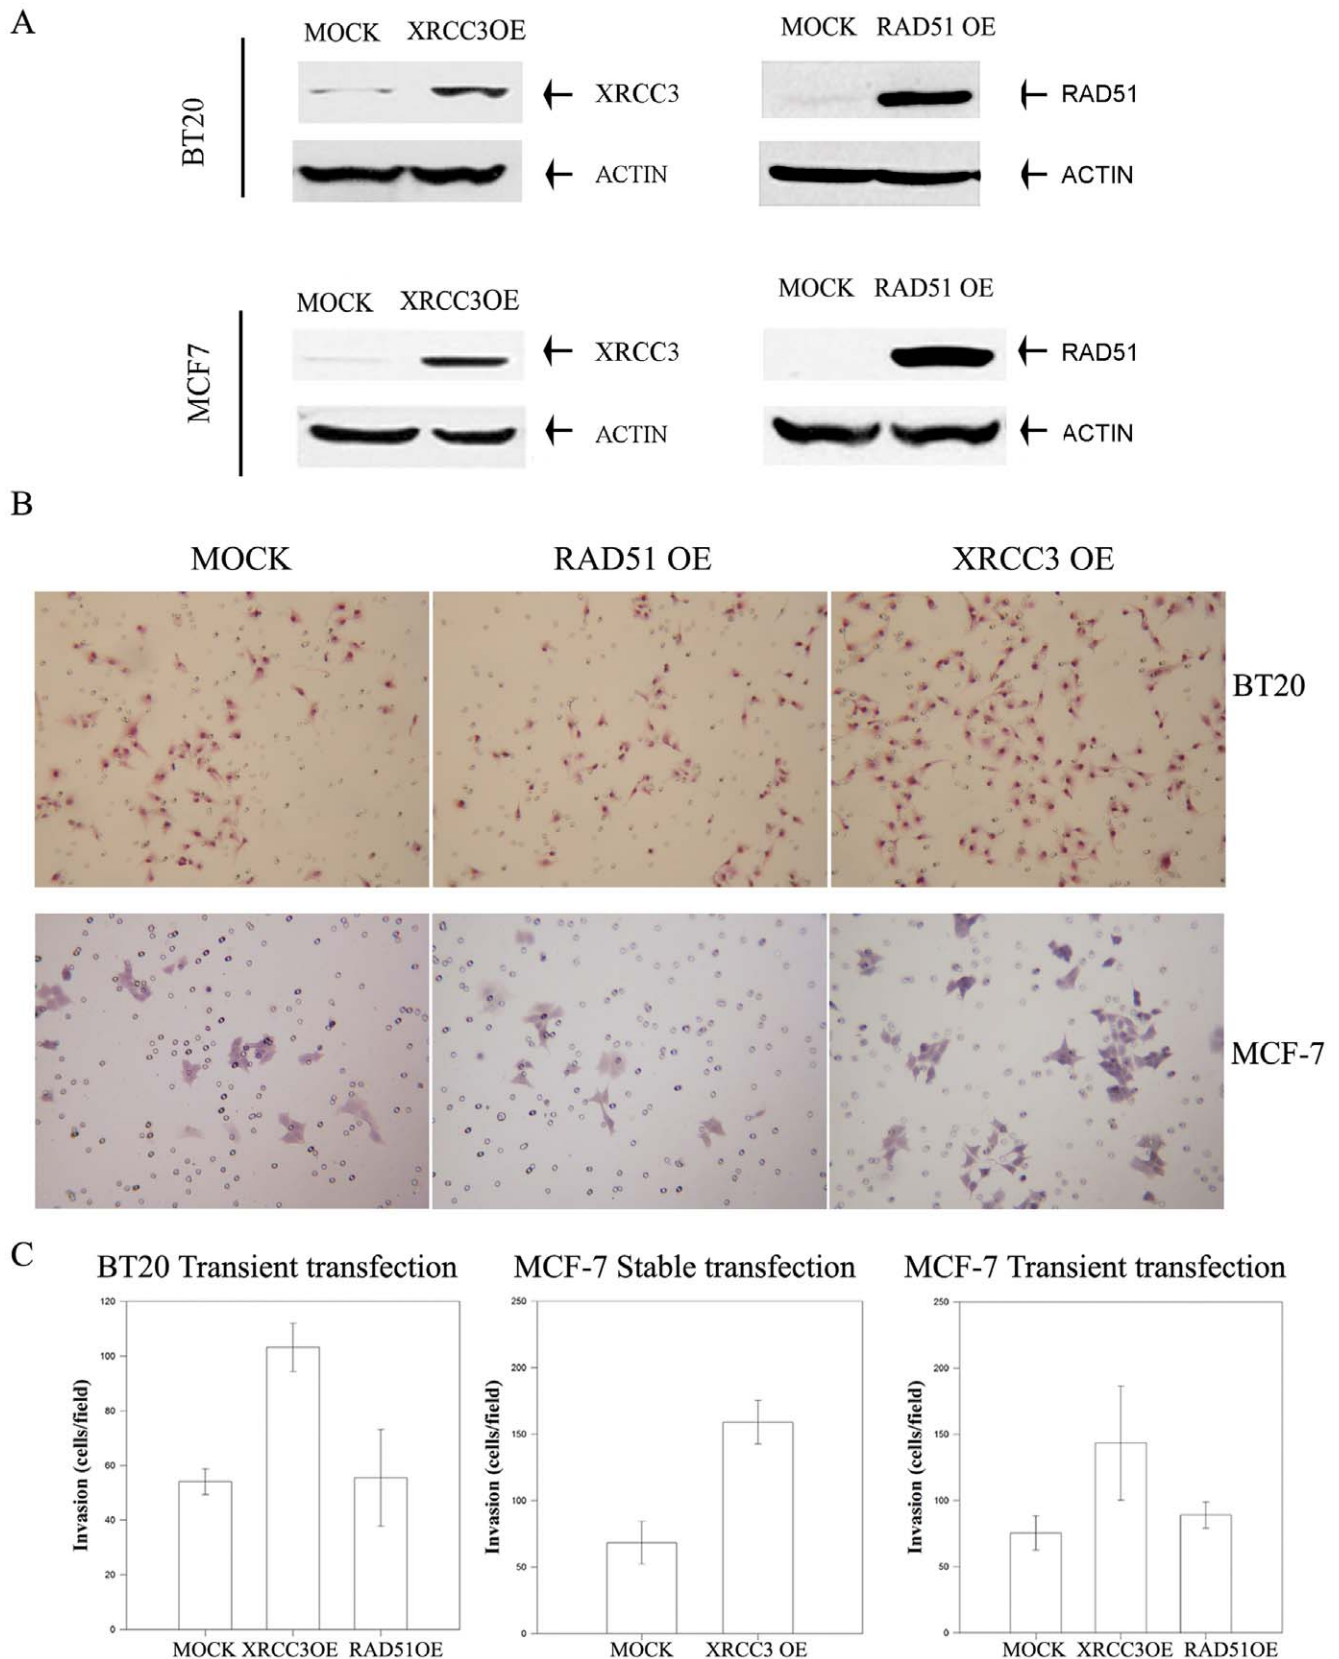 A
MOCK XRCC3OE
MOCK RAD51 OE
BT20
XRCC3
RAD51
ACTIN
ACTIN
MOCK XRCC3OE
MOCK RAD51 OE
MCF7
XRCC3
RAD51
ACTIN
ACTIN
B
MOCK RAD51 OE XRCC3 OE
BT20
MCF-7
C
BT20 Transient transfection
Invasion (cells/field)
120
100
80
60
40
20
0
MOCK XRCC3OE RAD51OE
MCF-7 Stable transfection
Invasion (cells/field)
250
200
150
100
50
0
MOCK XRCC3 OE
MCF-7 Transient transfection
Invasion (cells/field)
250
200
150
100
50
0
MOCK XRCC3OE RAD51OE